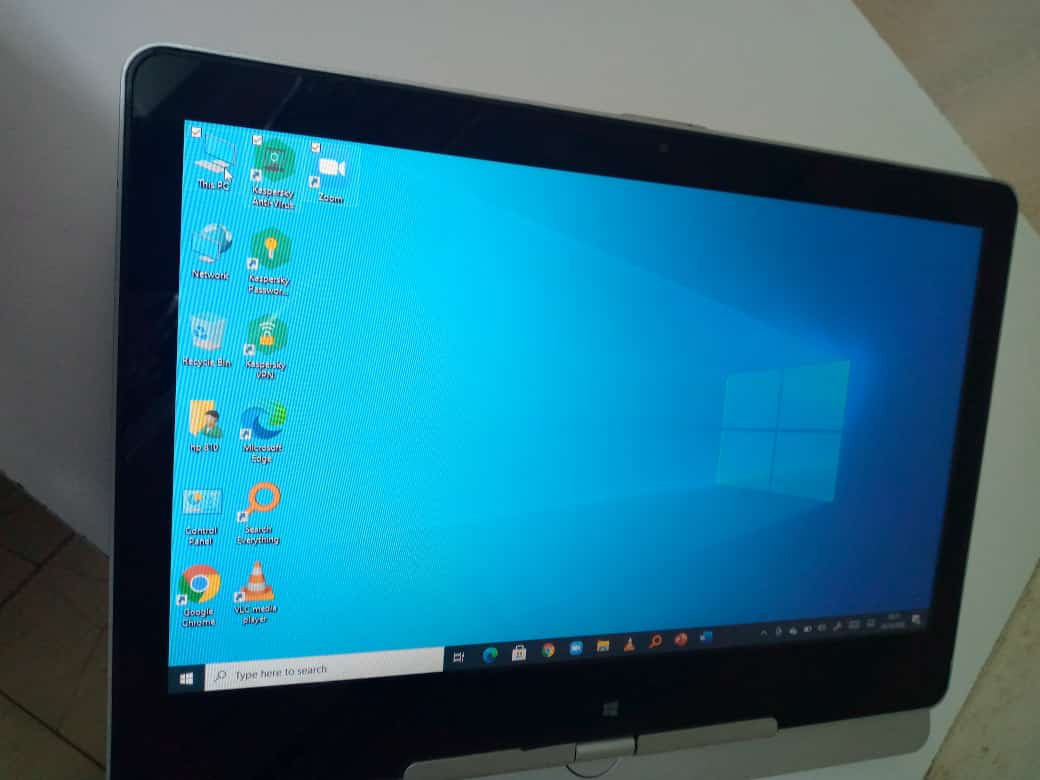 This PC
Kaspersky
Anti-Virus
Zoom
Network
Kaspersky
Passwor...
Recycle Bin
Kaspersky
VPN
Hp 810
Microsoft
Edge
Control
Panel
Search
Everything
Google
Chrome
VLC media
player
Type here to search